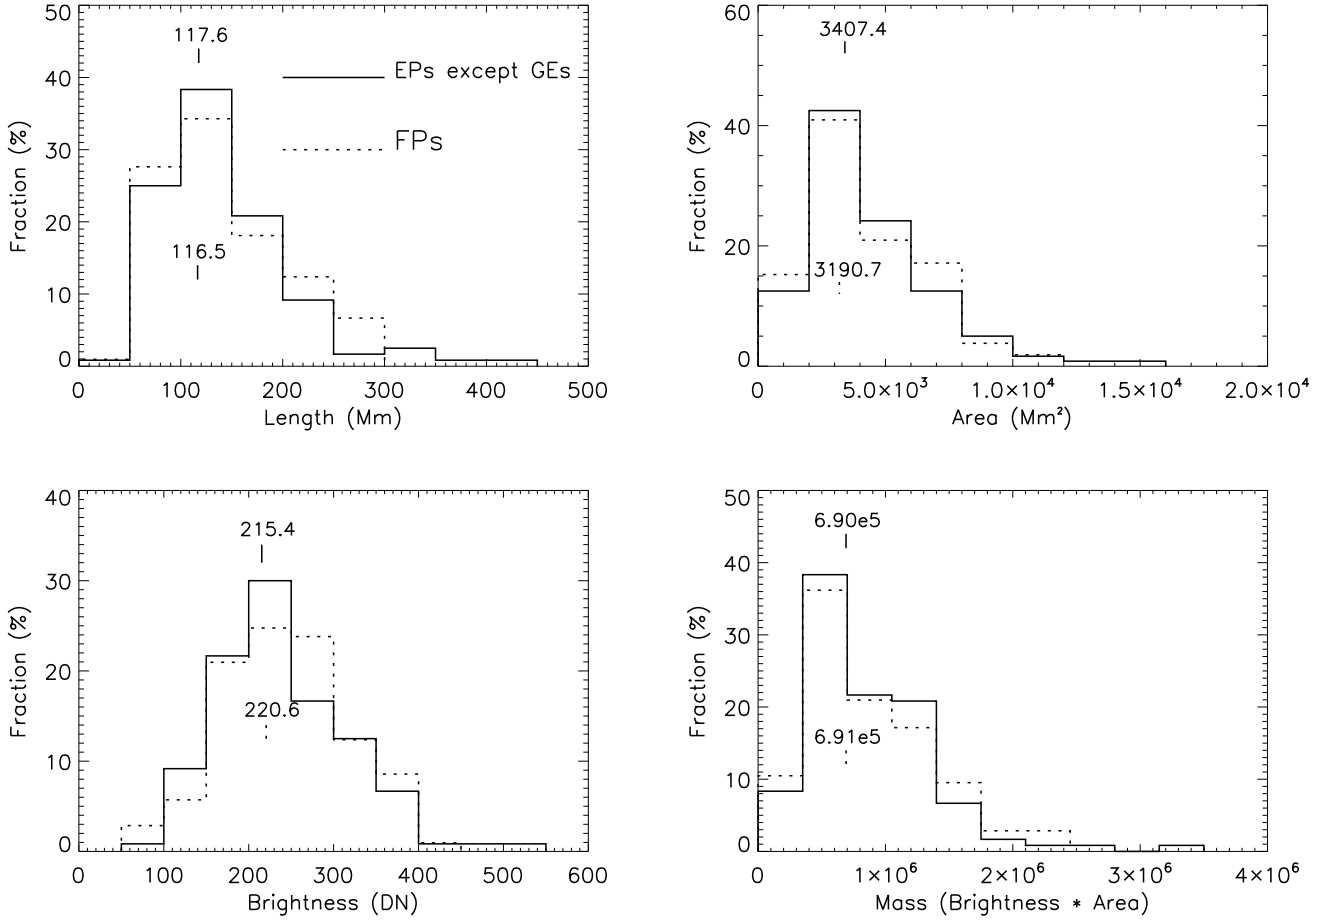 50
40
30
20
10
0
Fraction (%)
117.6
EPs except GEs
FPs
116.5
0 100 200 300 400 500
Length (Mm)
60
40
20
0
Fraction (%)
3407.4
3190.7
0 5.0×10³ 1.0×10⁴ 1.5×10⁴ 2.0×10⁴
Area (Mm²)
40
30
20
10
0
Fraction (%)
215.4
220.6
0 100 200 300 400 500 600
Brightness (DN)
50
40
30
20
10
0
Fraction (%)
6.90e5
6.91e5
0 1×10⁶ 2×10⁶ 3×10⁶ 4×10⁶
Mass (Brightness * Area)